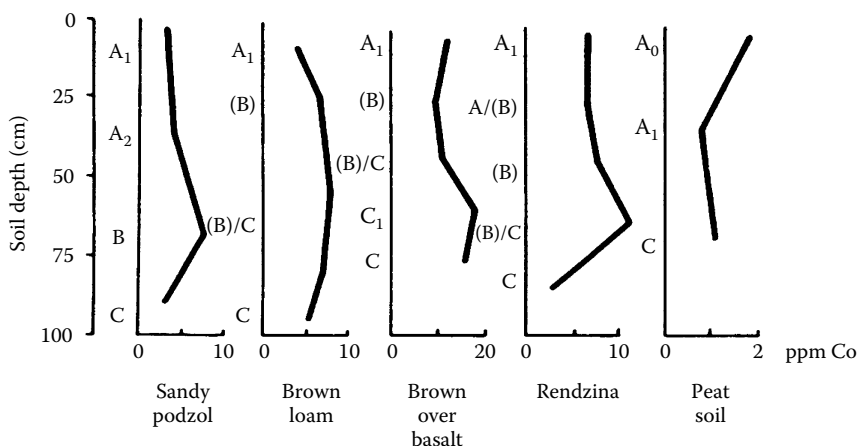 0
25
50
75
100
Soil depth (cm)
A1
A2
B
C
0 10
Sandy
podzol
A1
(B)
(B)/C
(B)/C
C
0 10
Brown
loam
A1
(B)
C1
C
0 20
Brown
over
basalt
A1
A/(B)
(B)
(B)/C
C
0 10
Rendzina
A0
A1
C
0 1 2
Peat
soil
ppm Co